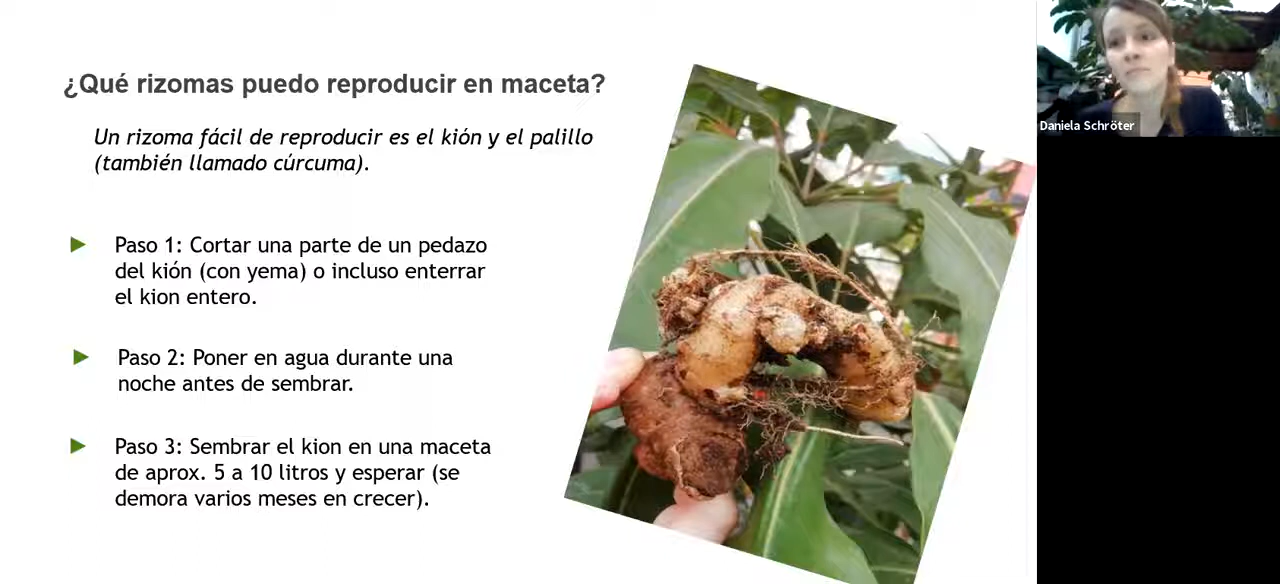 ¿Qué rizomas puedo reproducir en maceta?
Un rizoma fácil de reproducir es el kión y el palillo
(también llamado cúrcuma).
Paso 1: Cortar una parte de un pedazo
del kión (con yema) o incluso enterrar
el kion entero.
Paso 2: Poner en agua durante una
noche antes de sembrar.
Paso 3: Sembrar el kion en una maceta
de aprox. 5 a 10 litros y esperar (se
demora varios meses en crecer).
Daniela Schröter